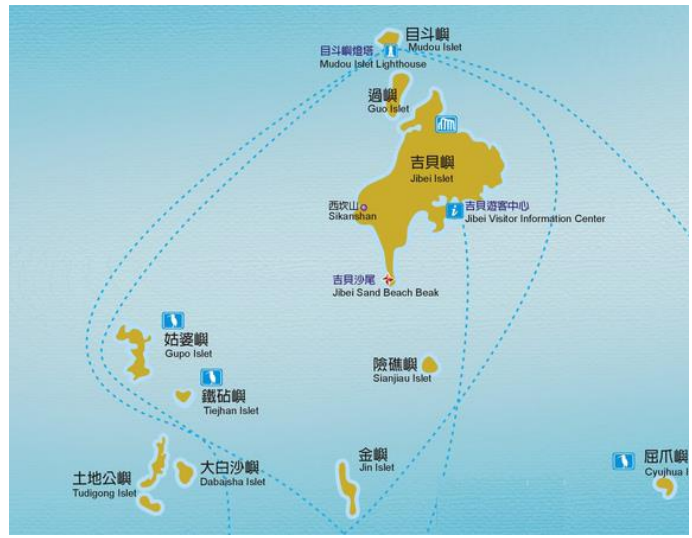 目斗嶼
Mudou Islet
目斗嶼燈塔
Mudou Islet Lighthouse
過嶼
Guo Islet
吉貝嶼
Jibei Islet
西崁山
Sikanshan
吉貝遊客中心
Jibei Visitor Information Center
吉貝沙尾
Jibei Sand Beach Beak
姑婆嶼
Gupo Islet
險礁嶼
Sianjiau Islet
鐵砧嶼
Tiejhan Islet
土地公嶼
Tudigong Islet
大白沙嶼
Dabaisha Islet
金嶼
Jin Islet
屈爪嶼
Cyujhua I